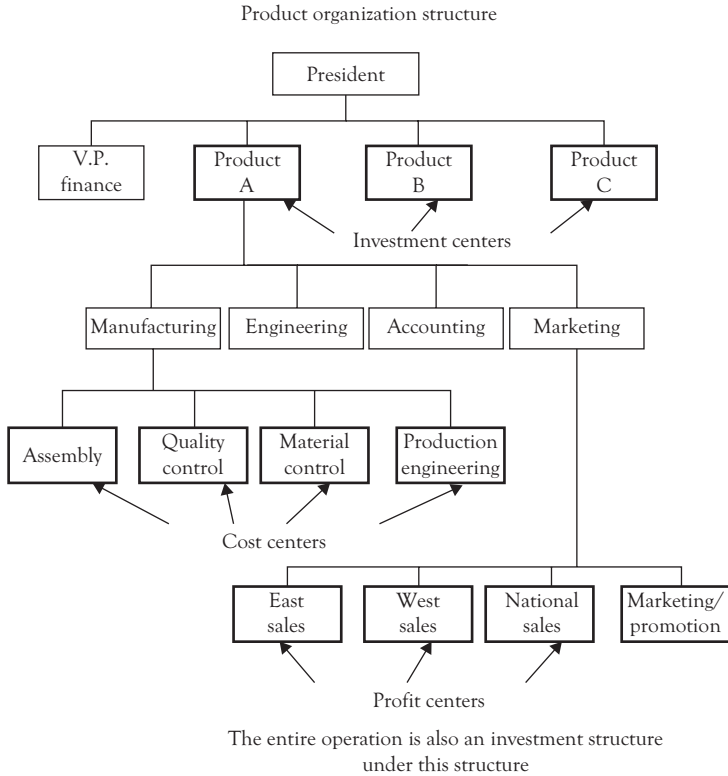 Product organization structure
President
V.P.
finance
Product
A
Product
B
Product
C
Investment centers
Manufacturing
Engineering
Accounting
Marketing
Assembly
Quality
control
Material
control
Production
engineering
Cost centers
East
sales
West
sales
National
sales
Marketing/
promotion
Profit centers
The entire operation is also an investment structure
under this structure